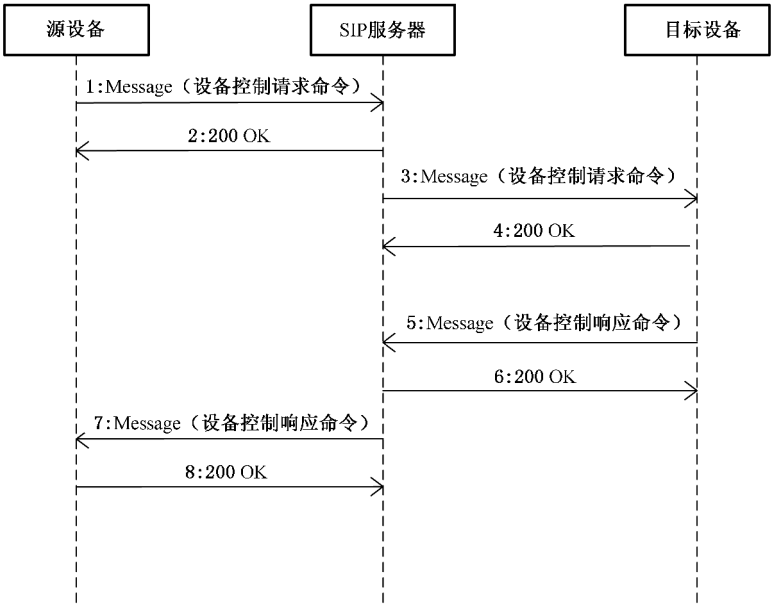 源设备
SIP服务器
目标设备
1:Message（设备控制请求命令）
2:200 OK
3:Message（设备控制请求命令）
4:200 OK
5:Message（设备控制响应命令）
6:200 OK
7:Message（设备控制响应命令）
8:200 OK